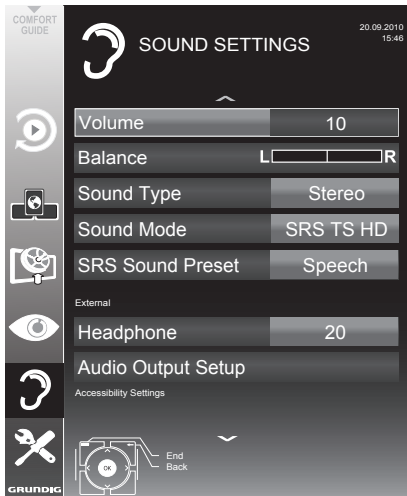 COMFORT
GUIDE
SOUND SETTINGS
20.09.2010
15:46
Volume 10
Balance L R
Sound Type Stereo
Sound Mode SRS TS HD
SRS Sound Preset Speech
External
Headphone 20
Audio Output Setup
Accessibility Settings
OK
End
Back
GRUNDIG